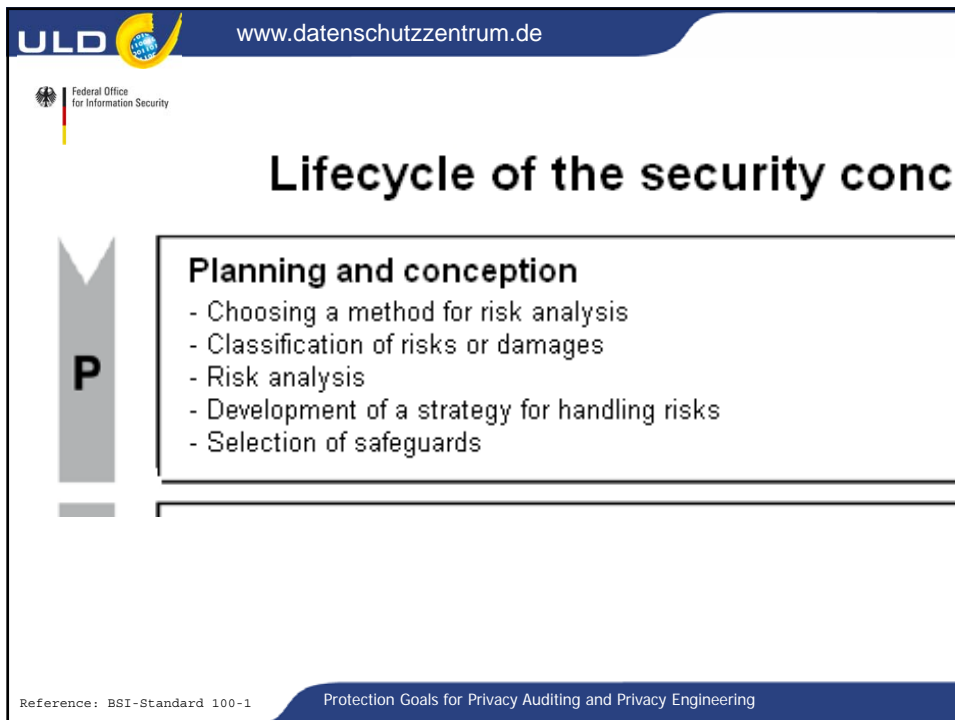 ULD www.datenschutzzentrum.de
Federal Office
for Information Security
Lifecycle of the security conc
Planning and conception
- Choosing a method for risk analysis
- Classification of risks or damages
- Risk analysis
- Development of a strategy for handling risks
- Selection of safeguards
P
Reference: BSI-Standard 100-1
Protection Goals for Privacy Auditing and Privacy Engineering